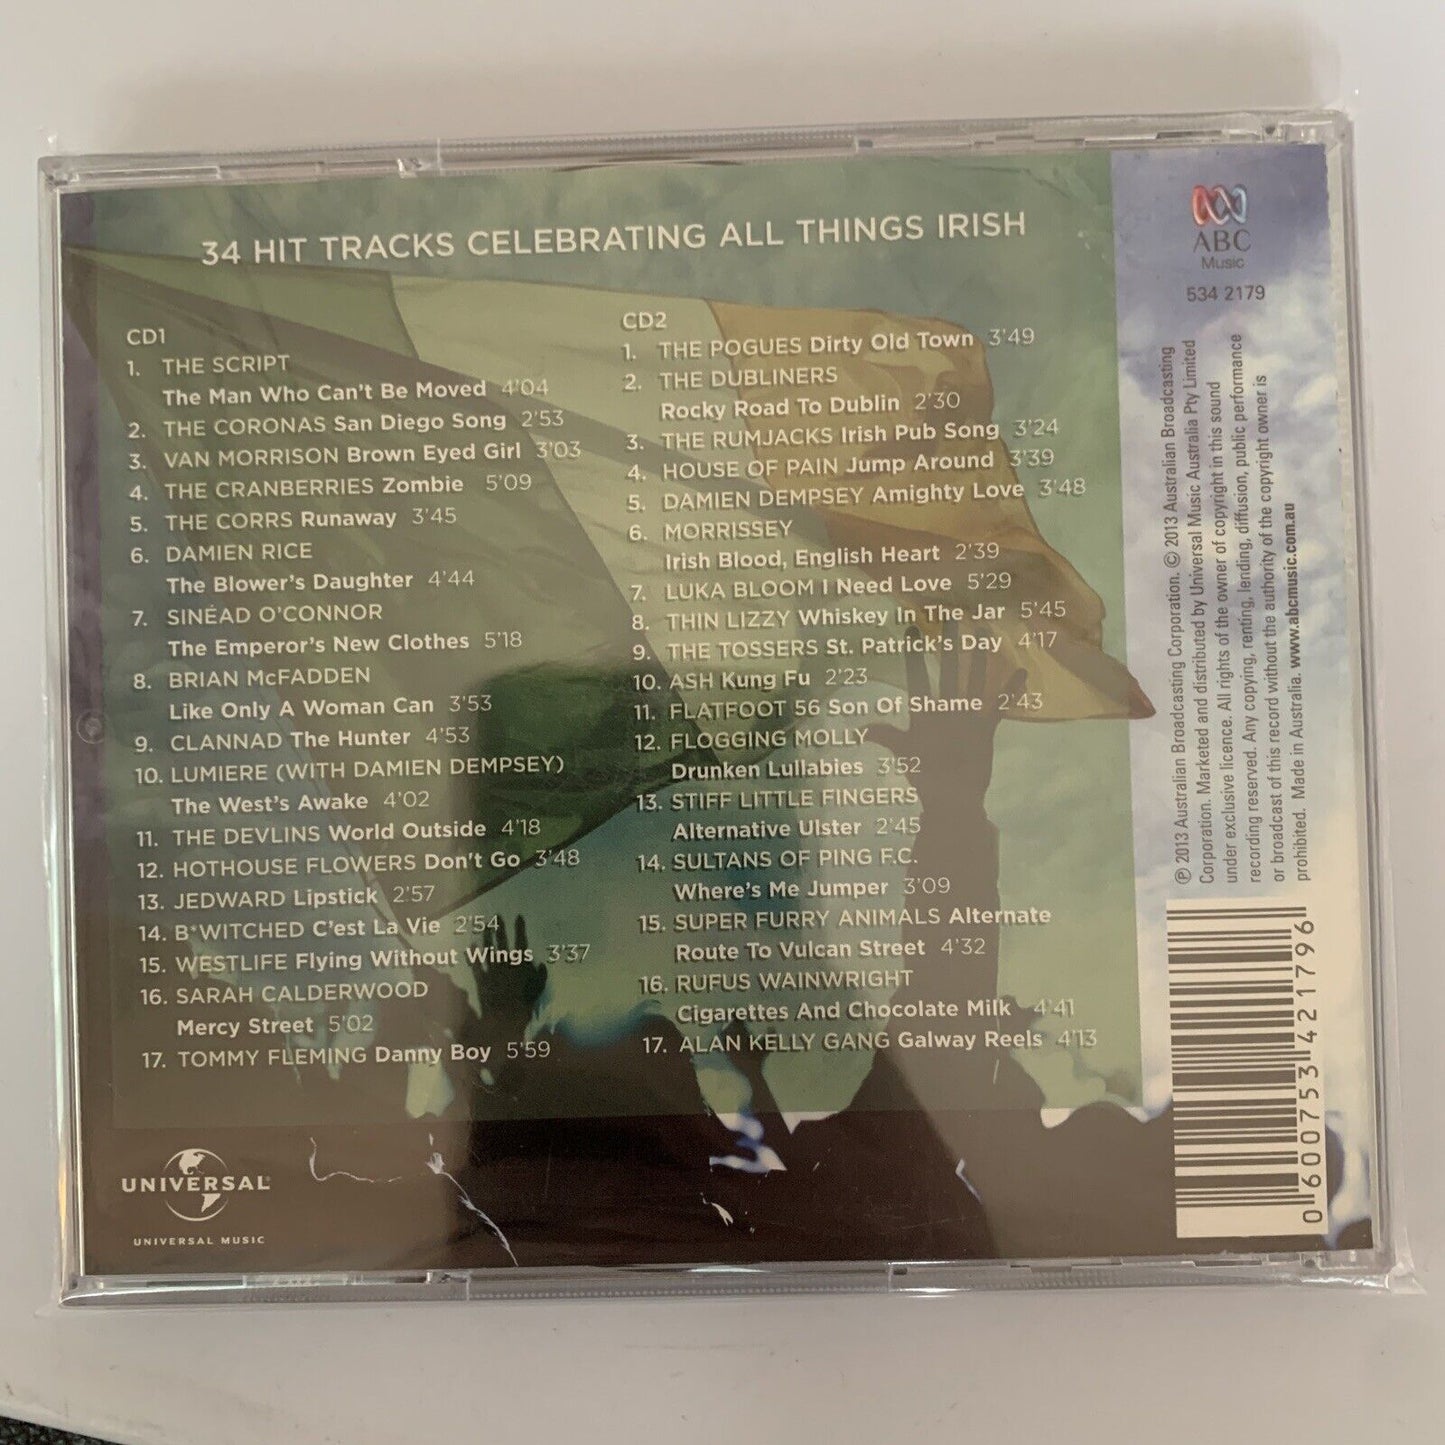 34 HIT TRACKS CELEBRATING ALL THINGS IRISH
CD1
1. THE SCRIPT
The Man Who Can't Be Moved 4'04
2. THE CORONAS San Diego Song 2'53
3. VAN MORRISON Brown Eyed Girl 3'03
4. THE CRANBERRIES Zombie 5'09
5. THE CORRS Runaway 3'45
6. DAMIEN RICE
The Blower's Daughter 4'44
7. SINÉAD O'CONNOR
The Emperor's New Clothes 5'18
8. BRIAN McFADDEN
Like Only A Woman Can 3'53
9. CLANNAD The Hunter 4'53
10. LUMIERE (WITH DAMIEN DEMPSEY)
The West's Awake 4'02
11. THE DEVLINS World Outside 4'18
12. HOTHOUSE FLOWERS Don't Go 3'48
13. JEDWARD Lipstick 2'57
14. B*WITCHED C'est La Vie 2'54
15. WESTLIFE Flying Without Wings 3'37
16. SARAH CALDERWOOD
Mercy Street 5'02
17. TOMMY FLEMING Danny Boy 5'59
CD2
1. THE POGUES Dirty Old Town 3'49
2. THE DUBLINERS
Rocky Road To Dublin 2'30
3. THE RUMJACKS Irish Pub Song 3'24
4. HOUSE OF PAIN Jump Around 3'39
5. DAMIEN DEMPSEY Amighty Love 3'48
6. MORRISSEY
Irish Blood, English Heart 2'39
7. LUKA BLOOM I Need Love 5'29
8. THIN LIZZY Whiskey In The Jar 5'45
9. THE TOSSERS St. Patrick's Day 4'17
10. ASH Kung Fu 2'23
11. FLATFOOT 56 Son Of Shame 2'43
12. FLOGGING MOLLY
Drunken Lullabies 3'52
13. STIFF LITTLE FINGERS
Alternative Ulster 2'45
14. SULTANS OF PING F.C.
Where's Me Jumper 3'09
15. SUPER FURRY ANIMALS Alternate
Route To Vulcan Street 4'32
16. RUFUS WAINWRIGHT
Cigarettes And Chocolate Milk 4'41
17. ALAN KELLY GANG Galway Reels 4'13
UNIVERSAL
UNIVERSAL MUSIC
ABC
Music
534 2179
℗ 2013 Australian Broadcasting Corporation. © 2013 Australian Broadcasting
Corporation. Marketed and distributed by Universal Music Australia Pty Limited
under exclusive licence. All rights of the owner of copyright in this sound
recording reserved. Any copying, renting, lending, diffusion, public performance
or broadcast of this record without the authority of the copyright owner is
prohibited. Made in Australia. www.abcmusic.com.au
0 600753 421796